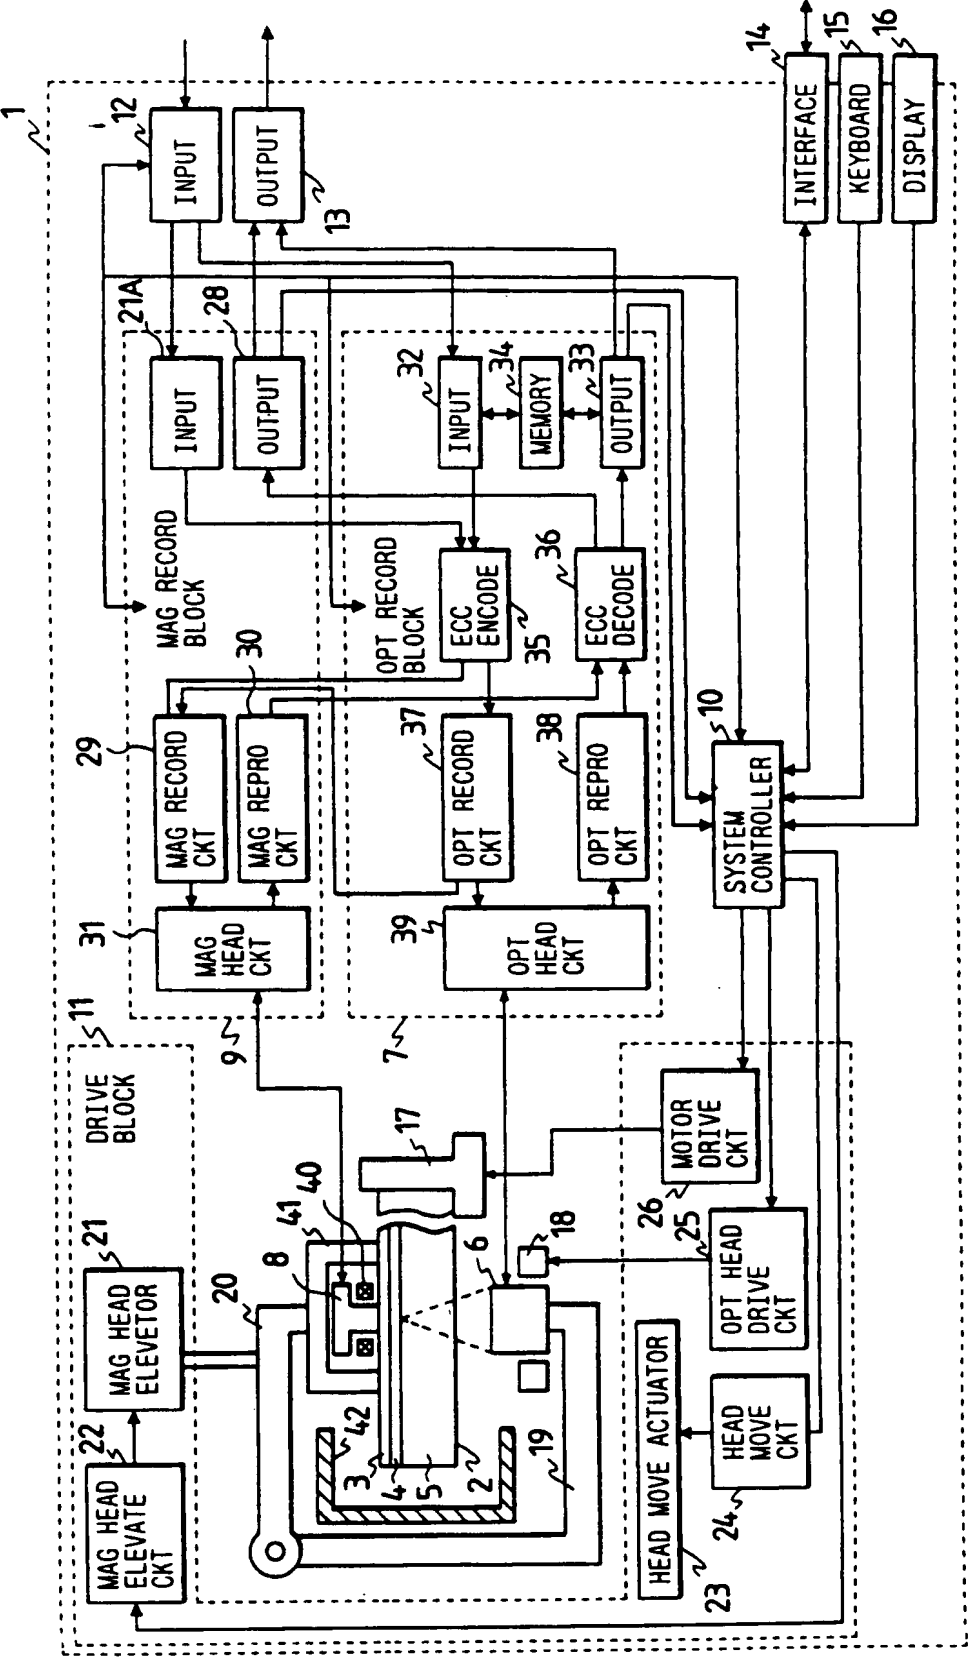 1
11
DRIVE
BLOCK
MAG HEAD
ELEVATE
CKT
22
MAG HEAD
ELEVETOR
21
20
31
MAG
HEAD
CKT
29
MAG RECORD
CKT
MAG REPRO
CKT
30
MAG RECORD
BLOCK
9
21A
INPUT
28
OUTPUT
12
INPUT
OUTPUT
13
42
3
4
5
2
8
41
40
17
6
18
19
7
39
OPT
HEAD
CKT
37
OPT RECORD
CKT
38
OPT REPRO
CKT
OPT RECORD
BLOCK
ECC
ENCODE
35
36
ECC
DECODE
32
INPUT
34
MEMORY
33
OUTPUT
23
HEAD MOVE ACTUATOR
24
HEAD
MOVE
CKT
25
OPT HEAD
DRIVE
CKT
26
MOTOR
DRIVE
CKT
10
SYSTEM
CONTROLLER
14
INTERFACE
15
KEYBOARD
16
DISPLAY